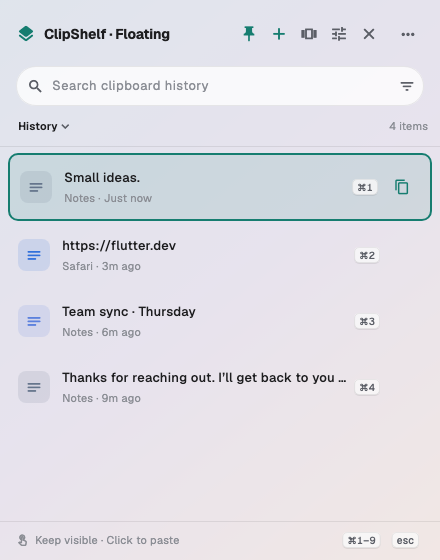 ClipShelf · Floating
Search clipboard history
History
4 items
Small ideas.
Notes · Just now
⌘1
https://flutter.dev
Safari · 3m ago
⌘2
Team sync · Thursday
Notes · 6m ago
⌘3
Thanks for reaching out. I’ll get back to you ...
Notes · 9m ago
⌘4
Keep visible · Click to paste
⌘1–9
esc